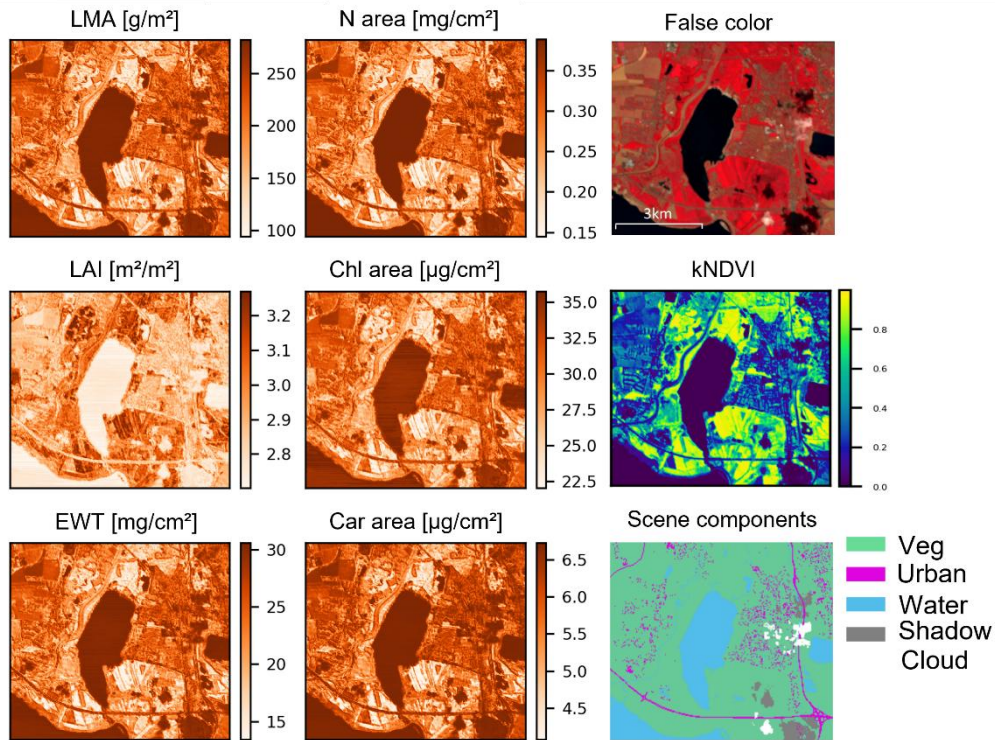 LMA [g/m²]
N area [mg/cm²]
False color
250
200
150
100
0.35
0.30
0.25
0.20
0.15
3km
LAI [m²/m²]
Chl area [µg/cm²]
kNDVI
3.2
3.1
3.0
2.9
2.8
35.0
32.5
30.0
27.5
25.0
22.5
0.8
0.6
0.4
0.2
0.0
EWT [mg/cm²]
Car area [µg/cm²]
Scene components
30
25
20
15
6.5
6.0
5.5
5.0
4.5
Veg
Urban
Water
Shadow
Cloud